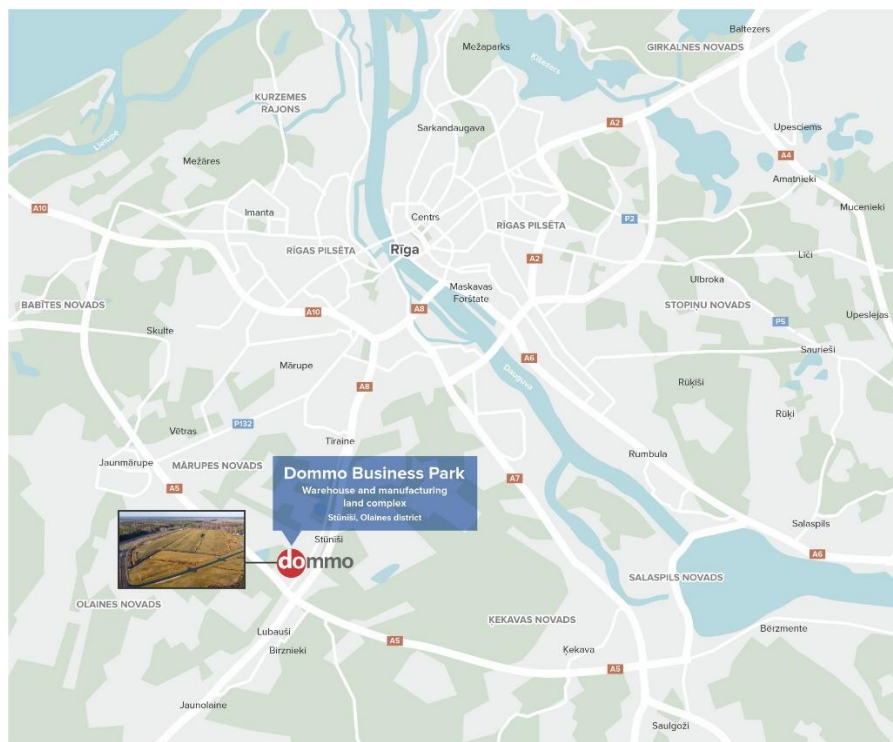 Baltezers
Mežaparks
Ķīšezers
GIRKALNES NOVADS
KURZEMES
RAJONS
Sarkandaugava
A2
Upesciems
Lielupe
Mežāres
A4
Amatnieki
A10
Imanta
Centrs
P2
Mucenieki
RĪGAS PILSĒTA
RĪGAS PILSĒTA
Rīga
A2
Līči
Ulbroka
Maskavas
Forštate
BABĪTES NOVADS
A10
A8
STOPIŅU NOVADS
Upeslejas
P5
Skulte
Saurieši
A6
Mārupe
Daugava
A8
Rūķīši
Rūķi
P132
Vētras
Tīraine
Rumbula
Jaunmārupe
MĀRUPES NOVADS
Dommo Business Park
Warehouse and manufacturing
land complex
Stūnīši, Olaines district
A5
A7
Salaspils
Stūnīši
A6
dommo
SALASPILS NOVADS
OLAINES NOVADS
ĶEKAVAS NOVADS
Bērzmente
Lubauši
A5
Birznieki
Ķekava
A5
Jaunolaine
Saulgoži